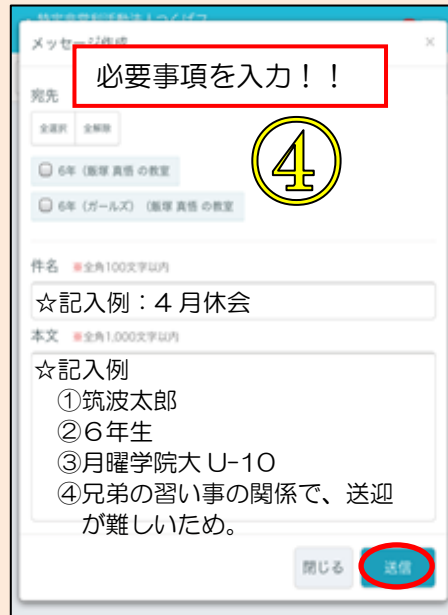 メッセージ作成
×
必要事項を入力！！
宛先
全選択 全解除
④
6年（飯塚 真悟 の教室
6年（ガールズ）（飯塚 真悟 の教室
件名 ※全角100文字以内
☆記入例：４月休会
本文 ※全角1,000文字以内
☆記入例
①筑波太郎
②６年生
③月曜学院大 U-10
④兄弟の習い事の関係で、送迎
が難しいため。
閉じる 送信